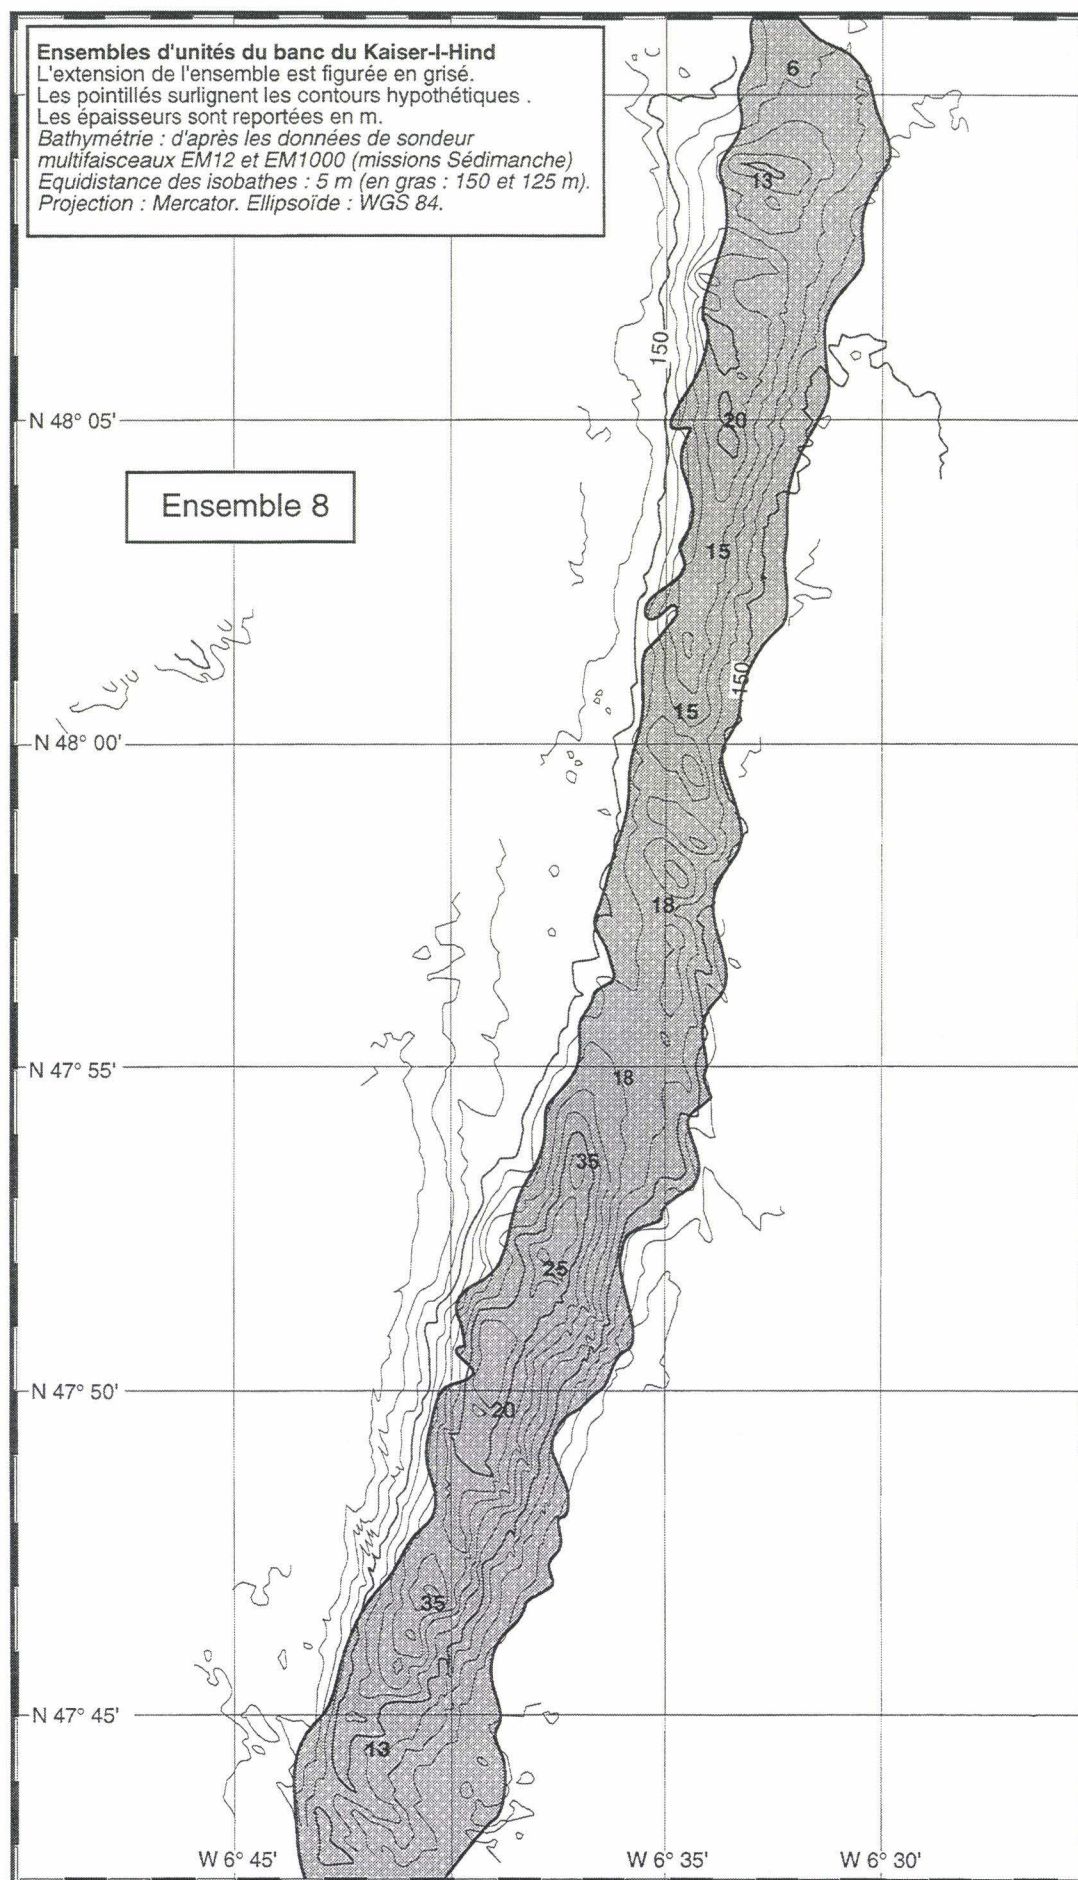 Ensembles d'unités du banc du Kaiser-I-Hind
L'extension de l'ensemble est figurée en grisé.
Les pointillés surlignent les contours hypothétiques .
Les épaisseurs sont reportées en m.
Bathymétrie : d'après les données de sondeur
multifaisceaux EM12 et EM1000 (missions Sédimanche)
Equidistance des isobathes : 5 m (en gras : 150 et 125 m).
Projection : Mercator. Ellipsoïde : WGS 84.
6
13
150
N 48° 05'
20
Ensemble 8
15
150
15
N 48° 00'
18
N 47° 55'
18
35
25
N 47° 50'
20
35
N 47° 45'
13
W 6° 45'
W 6° 35'
W 6° 30'